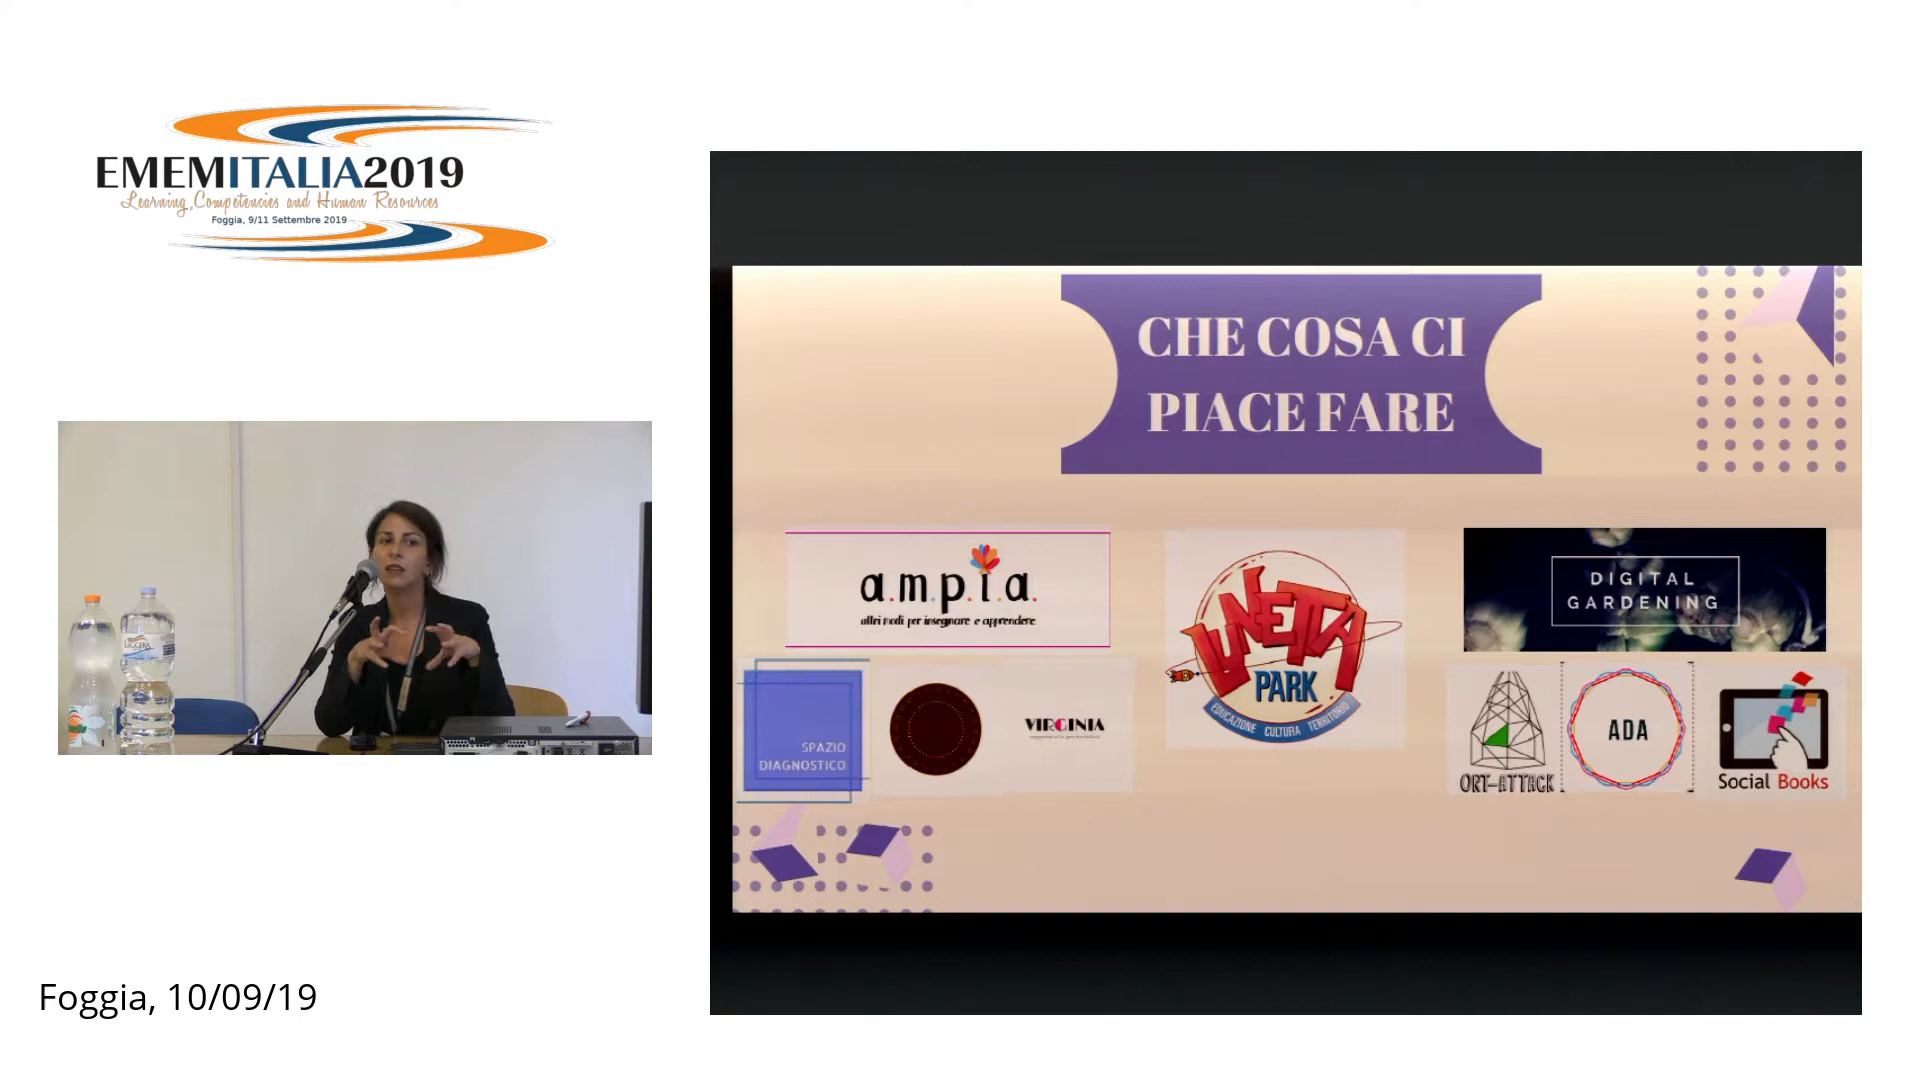 EMEMITALIA2019
Learning, Competencies and Human Resources
Foggia, 9/11 Settembre 2019
CHE COSA CI
PIACE FARE
a.m.p.i.a.
altri modi per insegnare e apprendere
LUNETTA
PARK
EDUCAZIONE CULTURA TERRITORIO
DIGITAL
GARDENING
SPAZIO
DIAGNOSTICO
VIRGINIA
ORT-ATTACK
ADA
Social Books
Foggia, 10/09/19